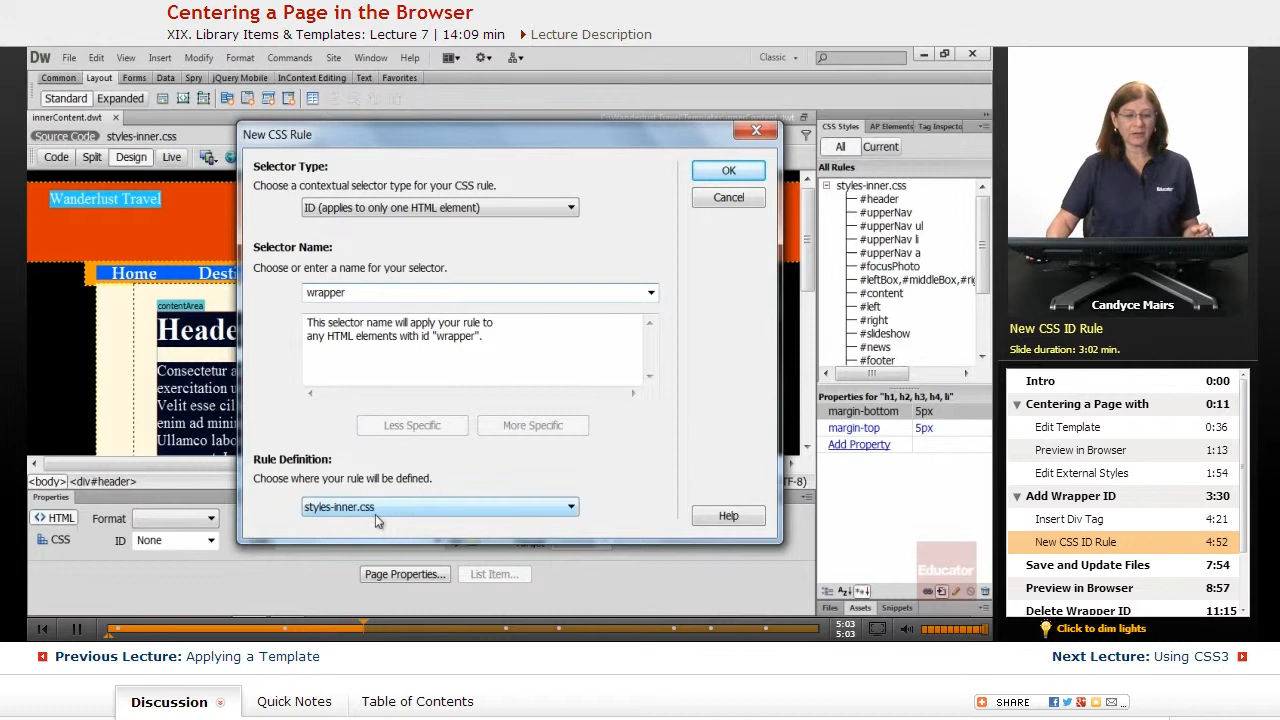 Centering a Page in the Browser
XIX. Library Items & Templates: Lecture 7 | 14:09 min
Lecture Description
Dw File Edit View Insert Modify Format Commands Site Window Help
Classic
Common Layout Forms Data Spry jQuery Mobile InContext Editing Text Favorites
Standard Expanded
innerContent.dwt
Source Code styles-inner.css
Code Split Design Live
Wanderlust Travel
Home
contentArea
Consectetur a
exercitation u
Velit esse cil
enim ad mini
Ullamco labor
<body> <div#header>
Properties
HTML Format
CSS ID None
Page Properties... List Item...
New CSS Rule
Selector Type:
Choose a contextual selector type for your CSS rule.
ID (applies to only one HTML element)
Selector Name:
Choose or enter a name for your selector.
wrapper
This selector name will apply your rule to
any HTML elements with id "wrapper".
Less Specific More Specific
Rule Definition:
Choose where your rule will be defined.
styles-inner.css
OK
Cancel
Help
CSS Styles AP Elements Tag Inspecto
All Current
All Rules
styles-inner.css
#header
#upperNav
#upperNav ul
#upperNav li
#upperNav a
#focusPhoto
#leftBox,#middleBox,#rig
#content
#left
#right
#slideshow
#news
#footer
Properties for "h1, h2, h3, h4, li"
margin-bottom 5px
margin-top 5px
Add Property
Educator
Files Assets Snippets
5:03
5:03
Candyce Mairs
New CSS ID Rule
Slide duration: 3:02 min.
Intro 0:00
Centering a Page with 0:11
Edit Template 0:36
Preview in Browser 1:13
Edit External Styles 1:54
Add Wrapper ID 3:30
Insert Div Tag 4:21
New CSS ID Rule 4:52
Save and Update Files 7:54
Preview in Browser 8:57
Delete Wrapper ID 11:15
Click to dim lights
Previous Lecture: Applying a Template
Next Lecture: Using CSS3
Discussion Quick Notes Table of Contents
SHARE